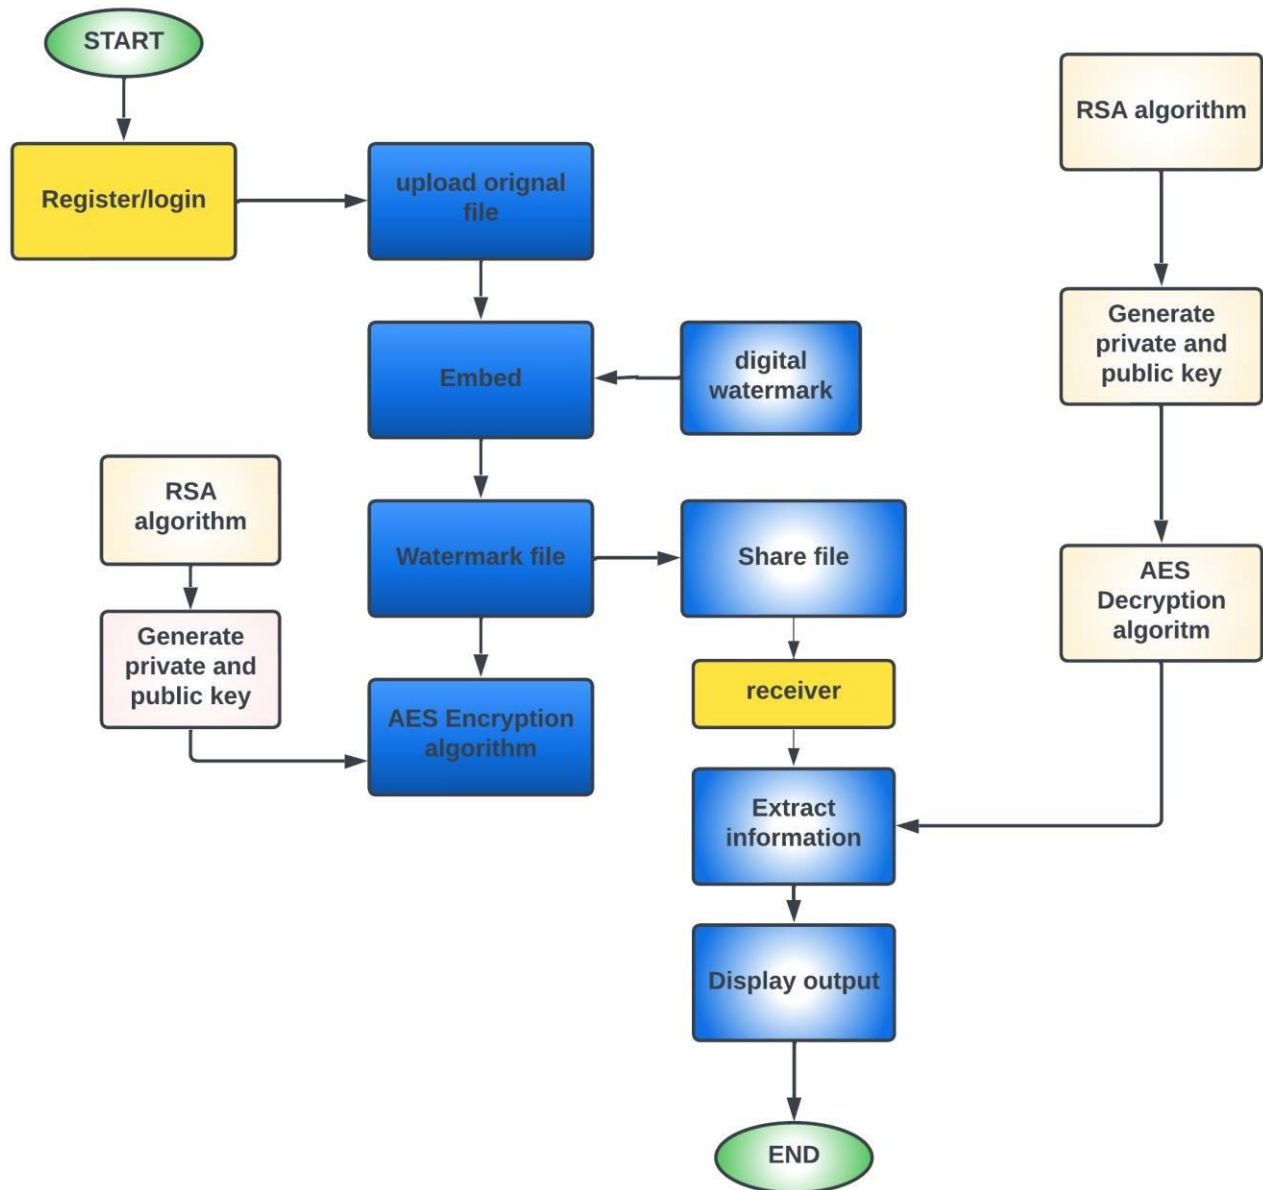 START
RSA algorithm
Register/login
upload orignal
file
Generate
private and
public key
Embed
digital
watermark
RSA
algorithm
Watermark file
Share file
AES
Decryption
algoritm
Generate
private and
public key
receiver
AES Encryption
algorithm
Extract
information
Display output
END